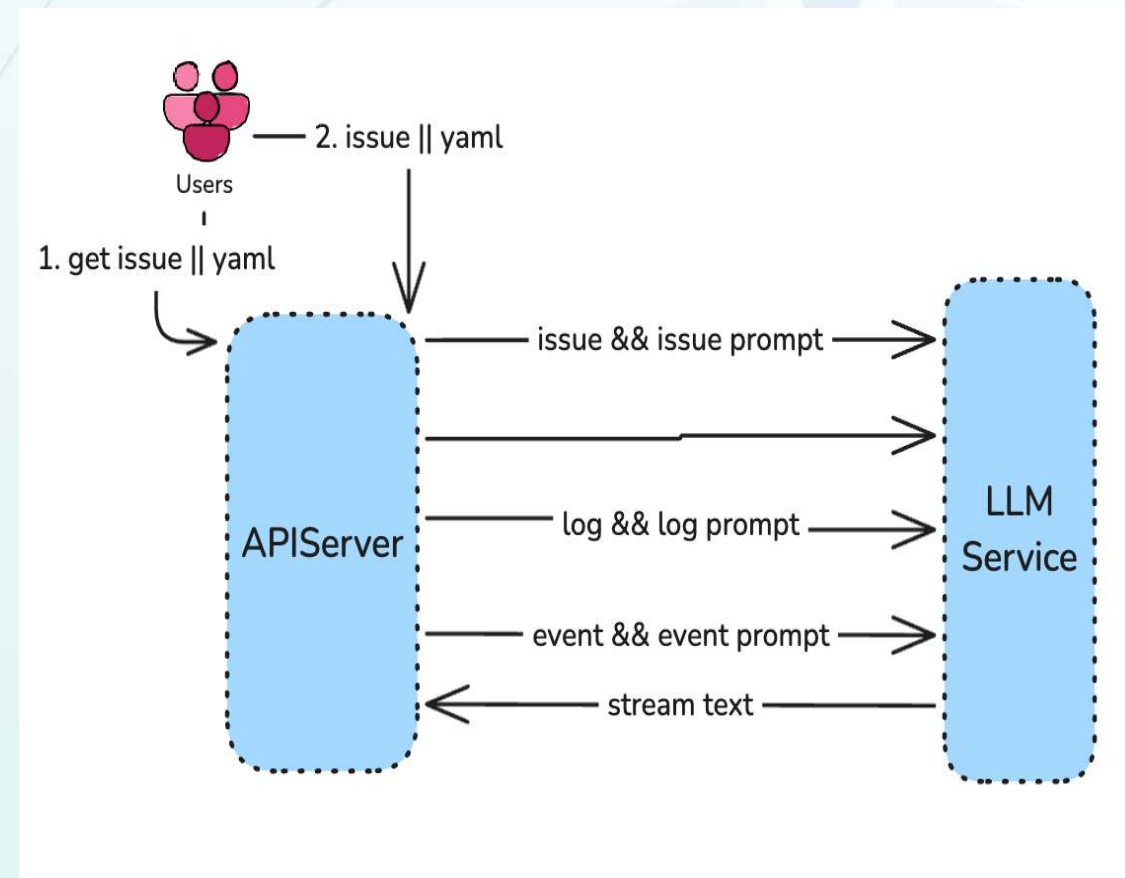 2. issue || yaml
Users
1. get issue || yaml
issue && issue prompt
log && log prompt
LLM
Service
APIServer
event && event prompt
stream text